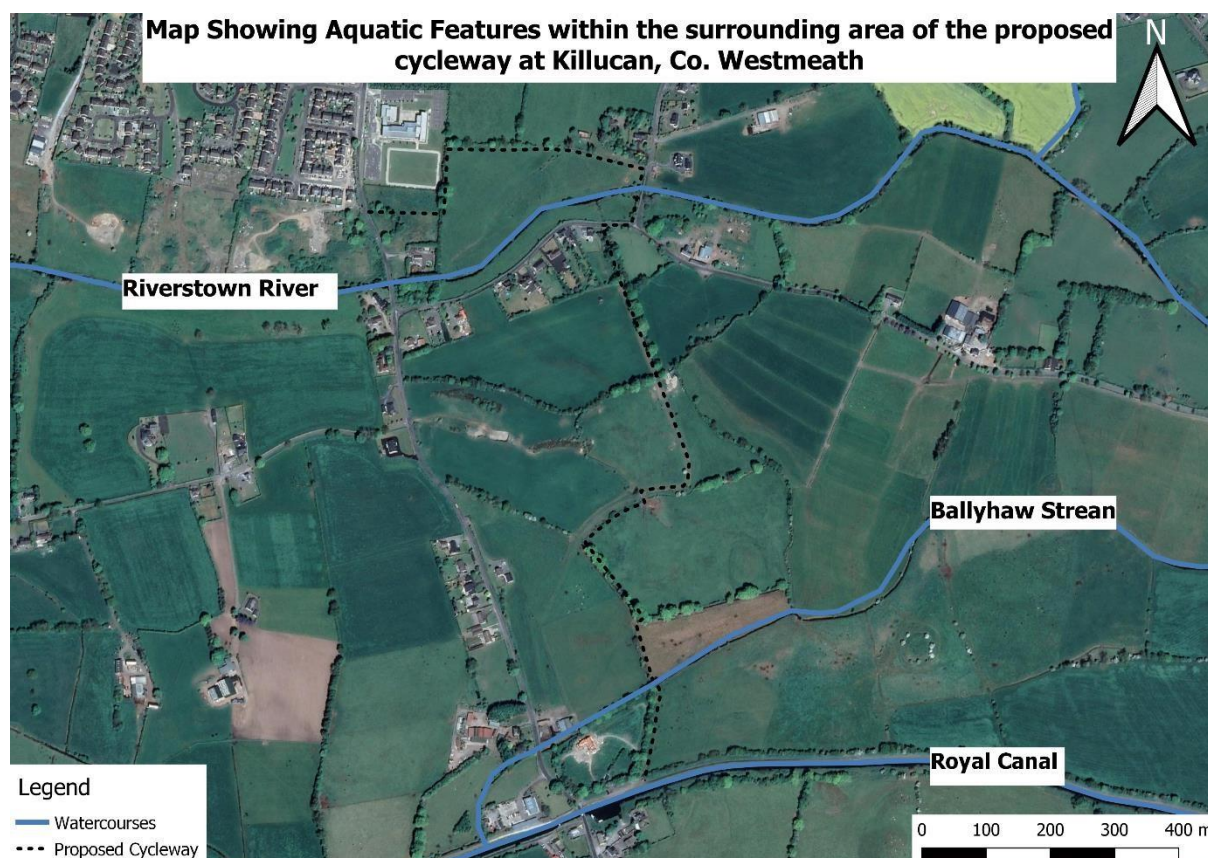 Map Showing Aquatic Features within the surrounding area of the proposed
cycleway at Killucan, Co. Westmeath
N
Riverstown River
Ballyhaw Strean
Royal Canal
Legend
Watercourses
Proposed Cycleway
0 100 200 300 400 m